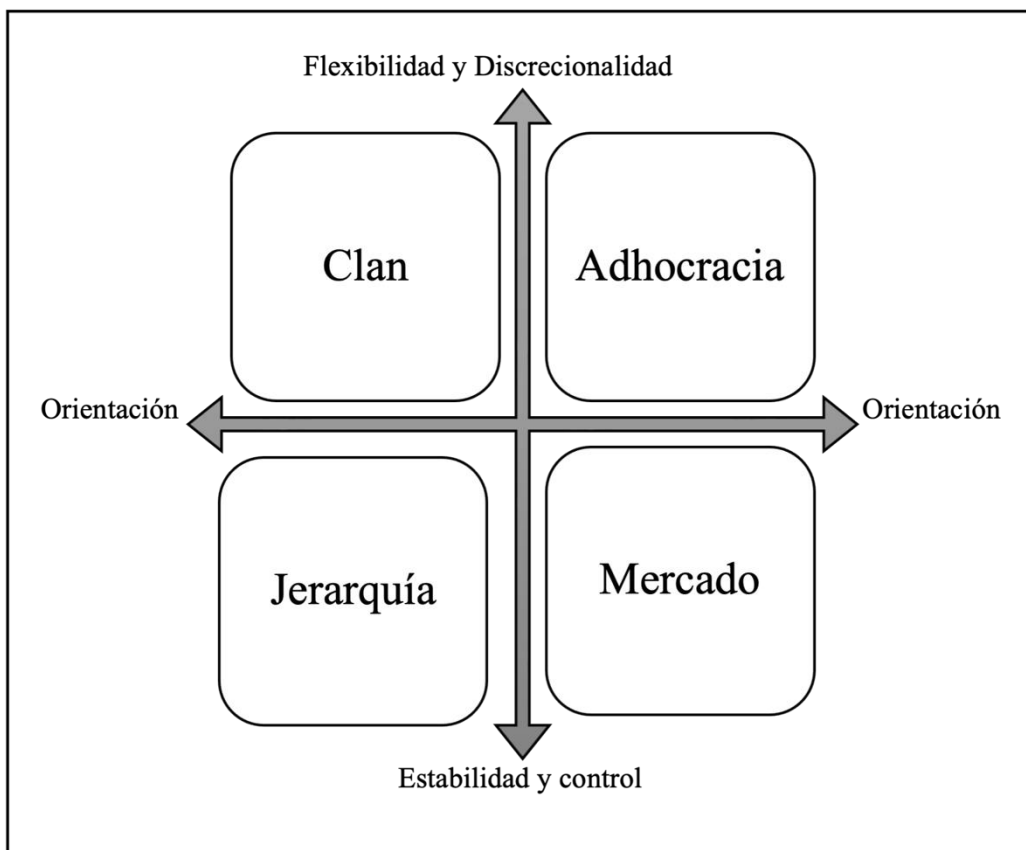 Flexibilidad y Discrecionalidad
Clan
Adhocracia
Orientación
Orientación
Jerarquía
Mercado
Estabilidad y control